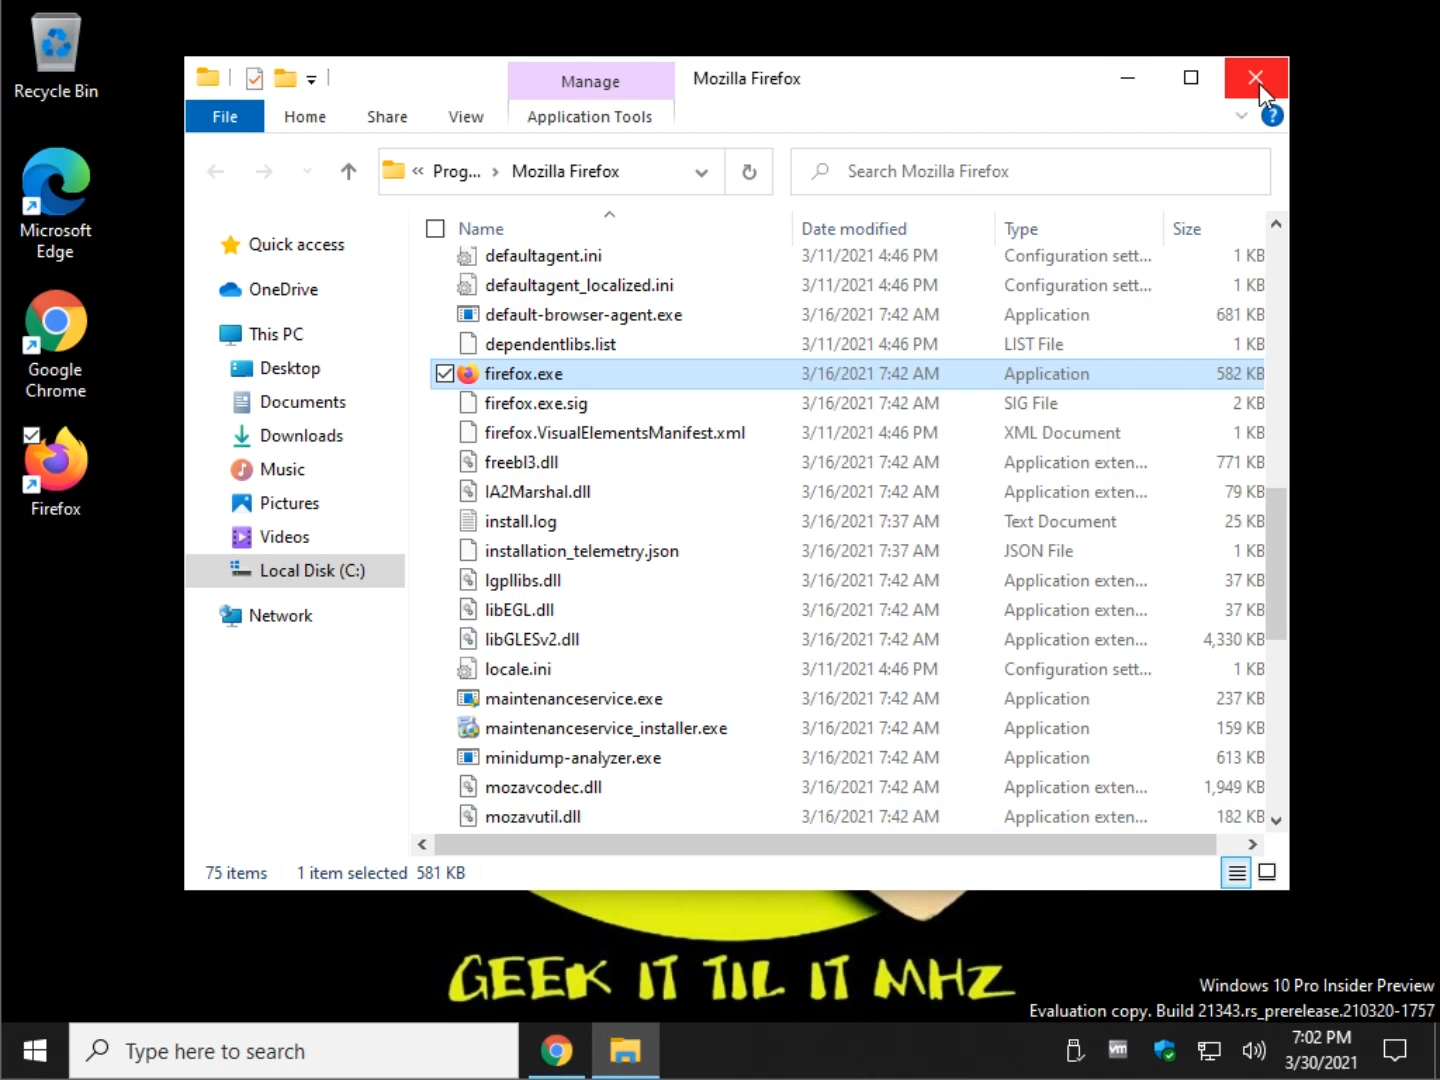 Recycle Bin
Microsoft
Edge
Google
Chrome
Firefox
Manage
Mozilla Firefox
File
Home
Share
View
Application Tools
?
« Prog... › Mozilla Firefox
Search Mozilla Firefox
Quick access
OneDrive
This PC
Desktop
Documents
Downloads
Music
Pictures
Videos
Local Disk (C:)
Network
Name Date modified Type Size
defaultagent.ini 3/11/2021 4:46 PM Configuration sett... 1 KB
defaultagent_localized.ini 3/11/2021 4:46 PM Configuration sett... 1 KB
default-browser-agent.exe 3/16/2021 7:42 AM Application 681 KB
dependentlibs.list 3/11/2021 4:46 PM LIST File 1 KB
firefox.exe 3/16/2021 7:42 AM Application 582 KB
firefox.exe.sig 3/16/2021 7:42 AM SIG File 2 KB
firefox.VisualElementsManifest.xml 3/11/2021 4:46 PM XML Document 1 KB
freebl3.dll 3/16/2021 7:42 AM Application exten... 771 KB
IA2Marshal.dll 3/16/2021 7:42 AM Application exten... 79 KB
install.log 3/16/2021 7:37 AM Text Document 25 KB
installation_telemetry.json 3/16/2021 7:37 AM JSON File 1 KB
lgpllibs.dll 3/16/2021 7:42 AM Application exten... 37 KB
libEGL.dll 3/16/2021 7:42 AM Application exten... 37 KB
libGLESv2.dll 3/16/2021 7:42 AM Application exten... 4,330 KB
locale.ini 3/11/2021 4:46 PM Configuration sett... 1 KB
maintenanceservice.exe 3/16/2021 7:42 AM Application 237 KB
maintenanceservice_installer.exe 3/16/2021 7:42 AM Application 159 KB
minidump-analyzer.exe 3/16/2021 7:42 AM Application 613 KB
mozavcodec.dll 3/16/2021 7:42 AM Application exten... 1,949 KB
mozavutil.dll 3/16/2021 7:42 AM Application exten... 182 KB
75 items 1 item selected 581 KB
GEEK IT TIL IT MHZ
Windows 10 Pro Insider Preview
Evaluation copy. Build 21343.rs_prerelease.210320-1757
Type here to search
vm
7:02 PM
3/30/2021